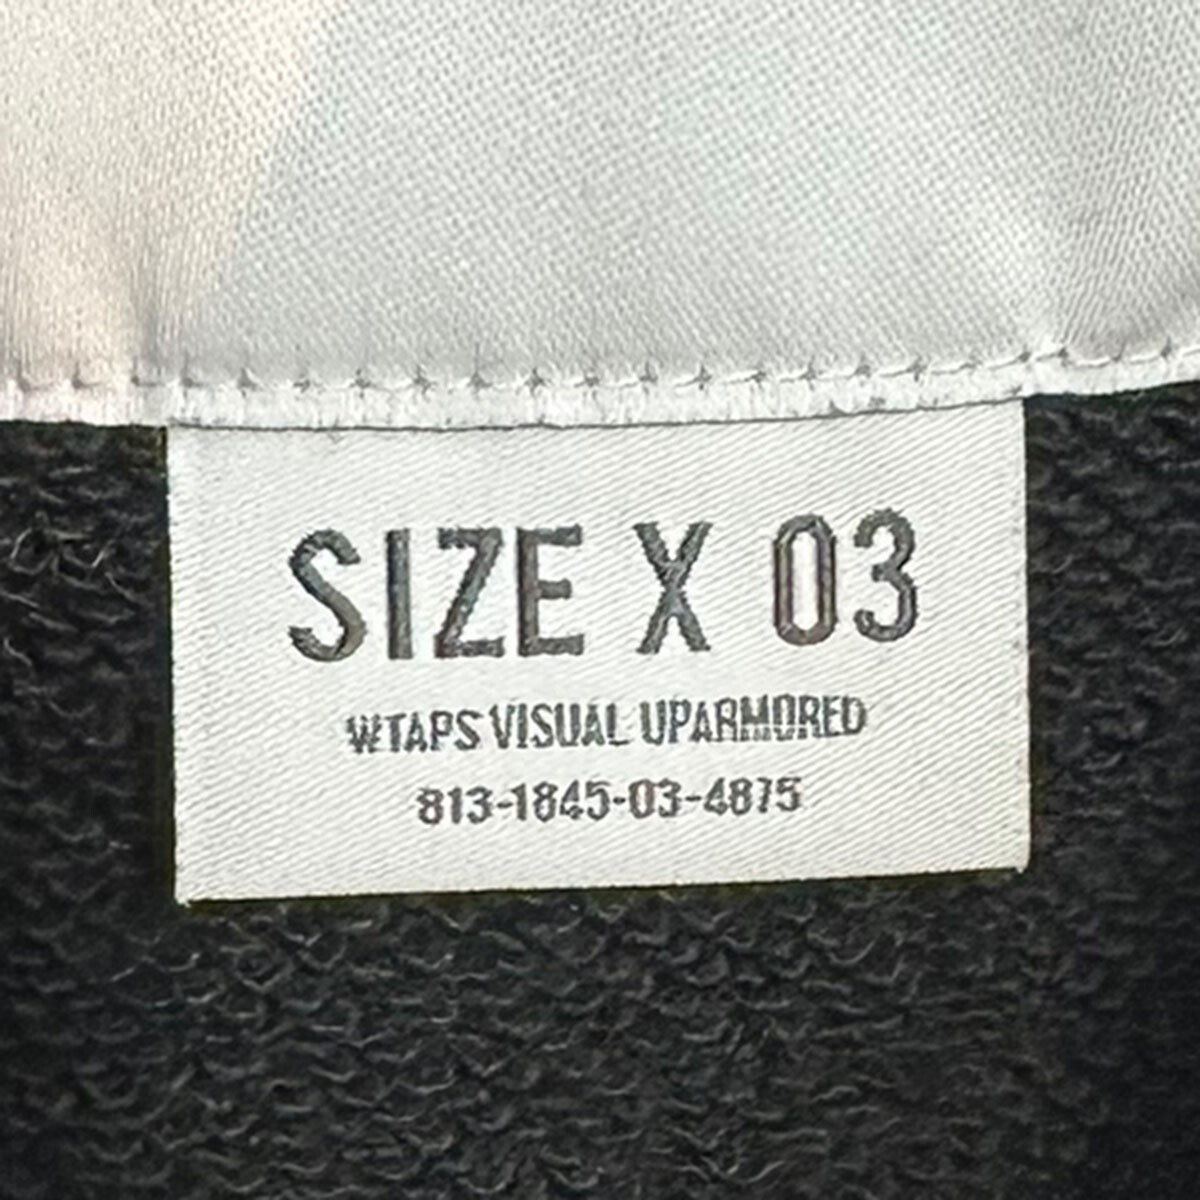 SIZE X 03
WTAPS VISUAL UPARMORED
813-1845-03-4875